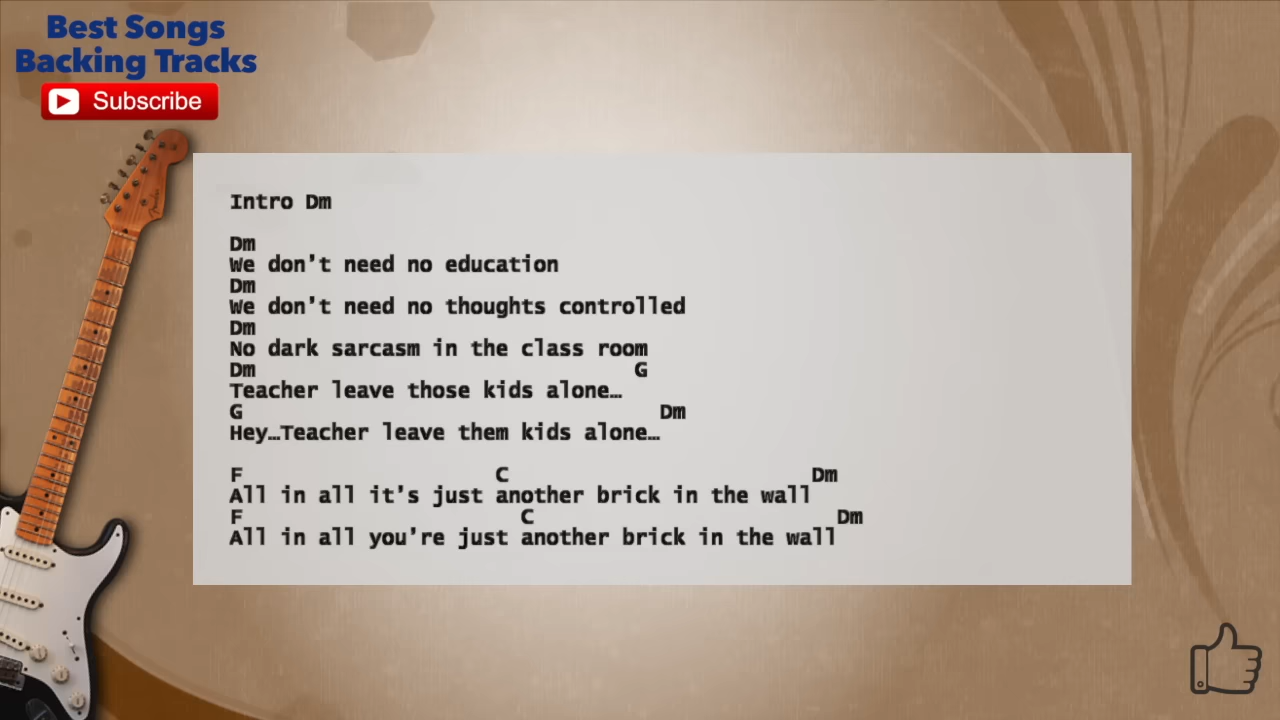 Best Songs
Backing Tracks
Subscribe
Intro Dm
Dm
We don't need no education
Dm
We don't need no thoughts controlled
Dm
No dark sarcasm in the class room
Dm G
Teacher leave those kids alone…
G Dm
Hey…Teacher leave them kids alone…
F C Dm
All in all it's just another brick in the wall
F C Dm
All in all you're just another brick in the wall
Fender